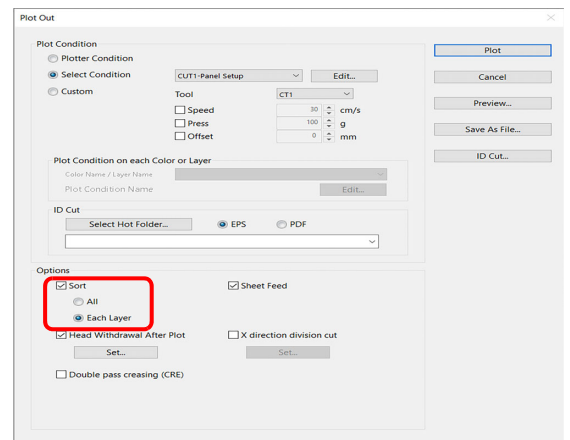 Plot Out
Plot Condition
Plotter Condition
Select Condition CUT1-Panel Setup Edit...
Custom Tool CT1
Speed 30 cm/s
Press 100 g
Offset 0 mm
Plot Condition on each Color or Layer
Color Name / Layer Name
Plot Condition Name Edit...
ID Cut
Select Hot Folder... EPS PDF
Plot
Cancel
Preview...
Save As File...
ID Cut...
Options
Sort Sheet Feed
All
Each Layer
Head Withdrawal After Plot X direction division cut
Set... Set...
Double pass creasing (CRE)